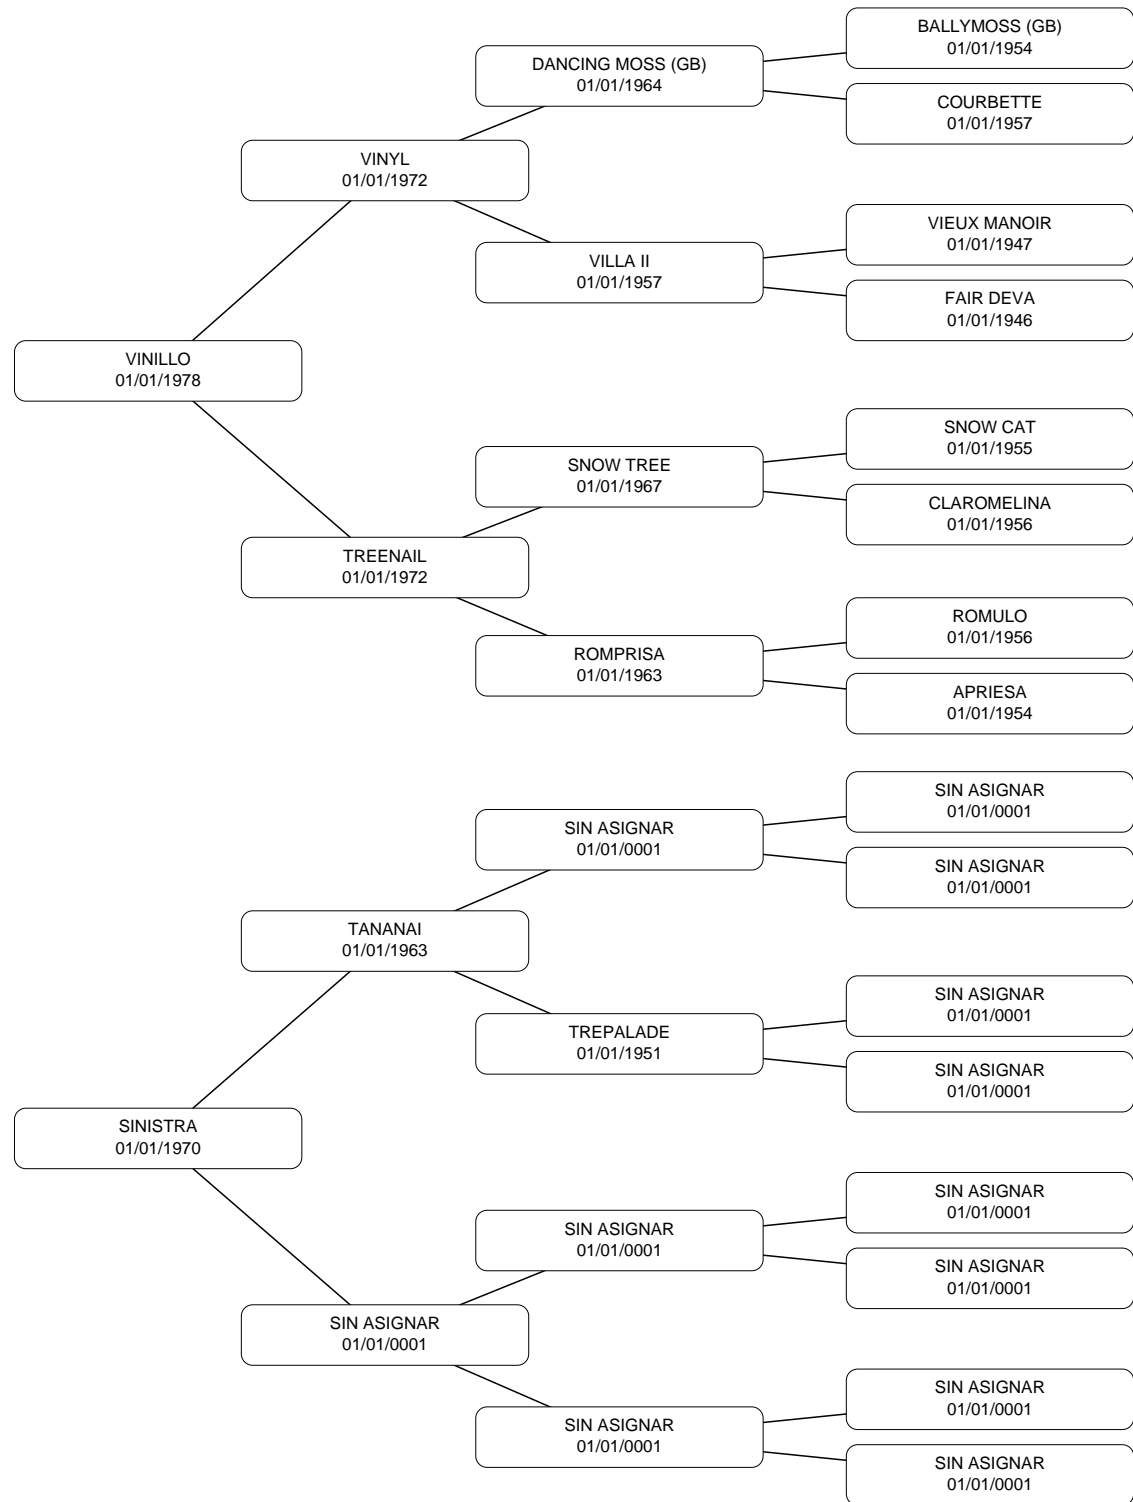 BALLYMOSS (GB)
01/01/1954
DANCING MOSS (GB)
01/01/1964
COURBETTE
01/01/1957
VINYL
01/01/1972
VIEUX MANOIR
01/01/1947
VILLA II
01/01/1957
FAIR DEVA
01/01/1946
VINILLO
01/01/1978
SNOW CAT
01/01/1955
SNOW TREE
01/01/1967
CLAROMELINA
01/01/1956
TREENAIL
01/01/1972
ROMULO
01/01/1956
ROMPRISA
01/01/1963
APRIESA
01/01/1954
SIN ASIGNAR
01/01/0001
SIN ASIGNAR
01/01/0001
SIN ASIGNAR
01/01/0001
TANANAI
01/01/1963
SIN ASIGNAR
01/01/0001
TREPALADE
01/01/1951
SIN ASIGNAR
01/01/0001
SINISTRA
01/01/1970
SIN ASIGNAR
01/01/0001
SIN ASIGNAR
01/01/0001
SIN ASIGNAR
01/01/0001
SIN ASIGNAR
01/01/0001
SIN ASIGNAR
01/01/0001
SIN ASIGNAR
01/01/0001
SIN ASIGNAR
01/01/0001